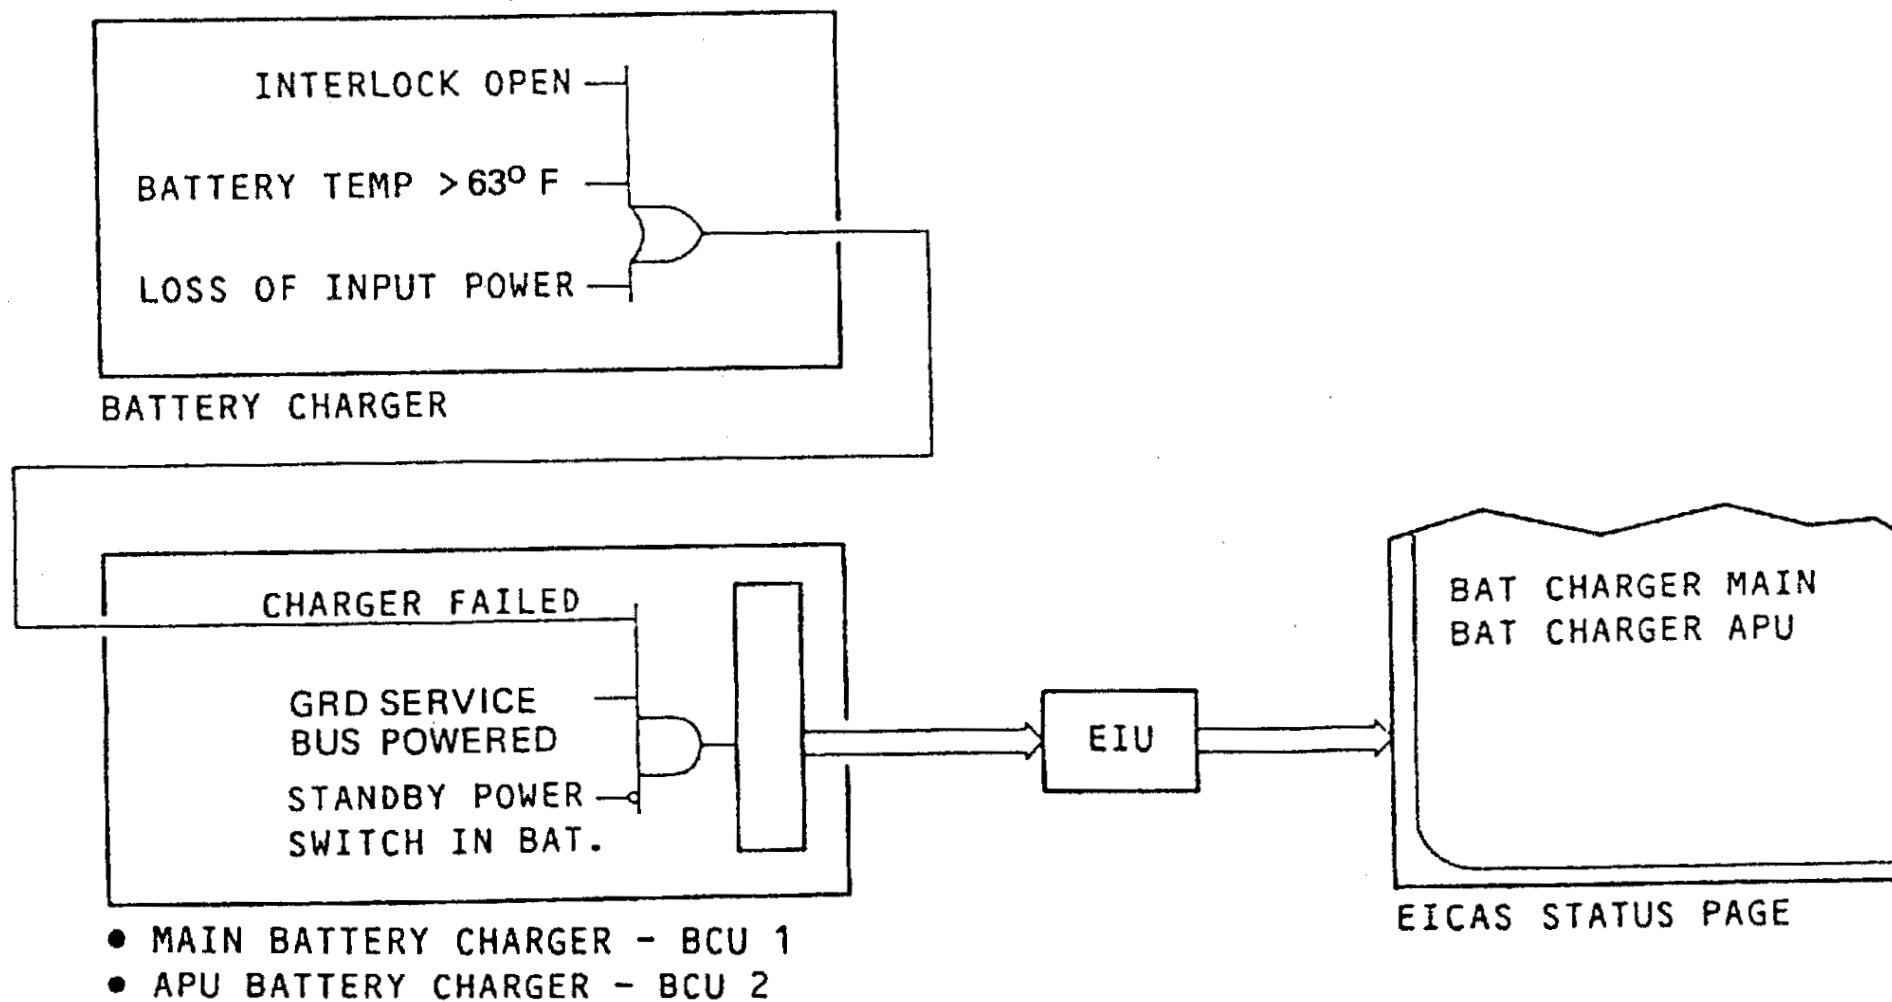 INTERLOCK OPEN
BATTERY TEMP >63° F
LOSS OF INPUT POWER
BATTERY CHARGER
CHARGER FAILED
GRD SERVICE
BUS POWERED
STANDBY POWER
SWITCH IN BAT.
EIU
BAT CHARGER MAIN
BAT CHARGER APU
EICAS STATUS PAGE
● MAIN BATTERY CHARGER - BCU 1
● APU BATTERY CHARGER - BCU 2